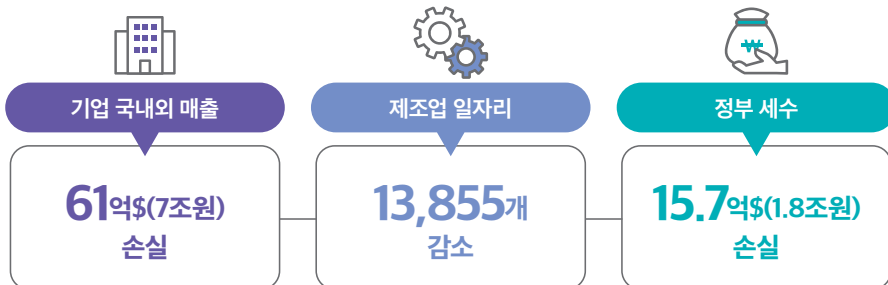 기업 국내외 매출
61억$(7조원)
손실
제조업 일자리
13,855개
감소
₩
정부 세수
15.7억$(1.8조원)
손실